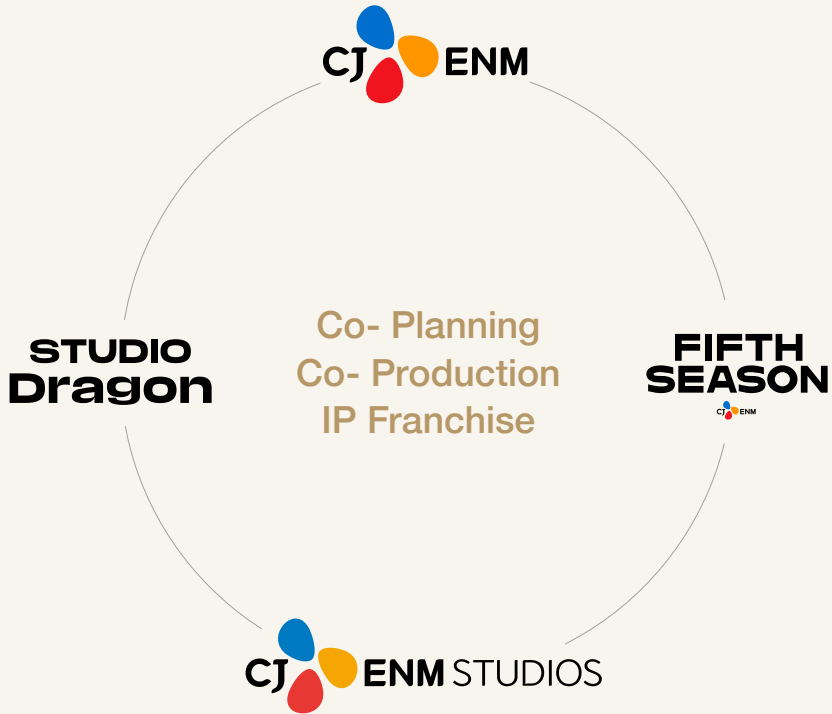 CJ ENM
STUDIO
Dragon
Co- Planning
Co- Production
IP Franchise
FIFTH
SEASON
CJ ENM
CJ ENM STUDIOS